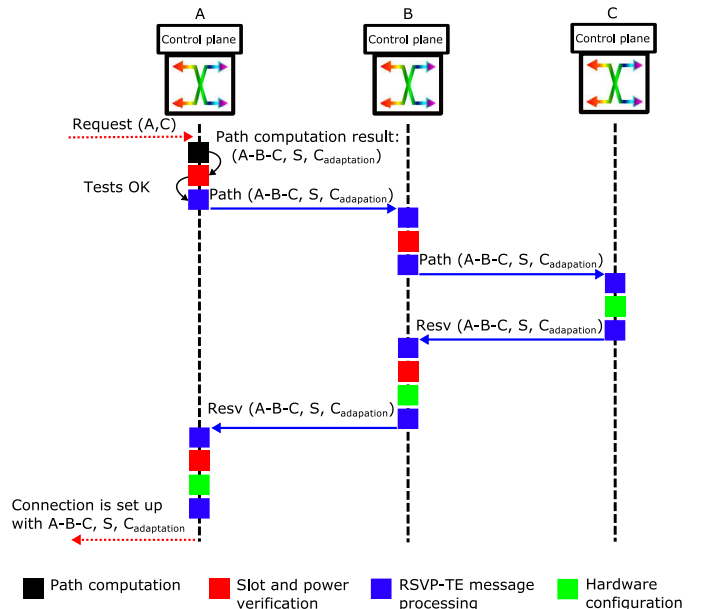 A
B
C
Control plane
Control plane
Control plane
Request (A,C)
Path computation result:
(A-B-C, S, Cadaptation)
Tests OK
Path (A-B-C, S, Cadapation)
Path (A-B-C, S, Cadapation)
Resv (A-B-C, S, Cadapation)
Resv (A-B-C, S, Cadapation)
Connection is set up
with A-B-C, S, Cadaptation
Path computation
Slot and power
verification
RSVP-TE message
processing
Hardware
configuration